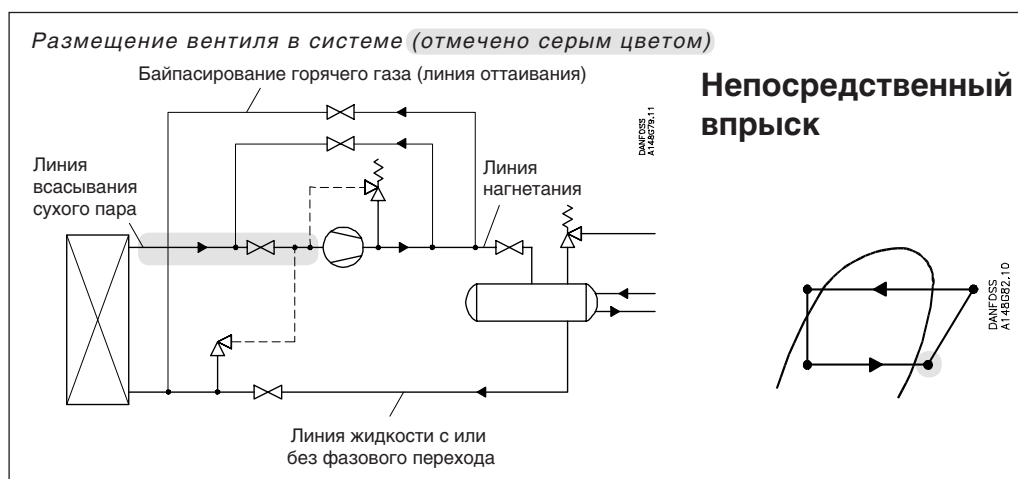 Размещение вентиля в системе (отмечено серым цветом)
Байпасирование горячего газа (линия оттаивания)
Непосредственный
впрыск
DANFOSS
A148G79.11
Линия
всасывания
сухого пара
Линия
нагнетания
DANFOSS
A148G82.10
Линия жидкости с или
без фазового перехода